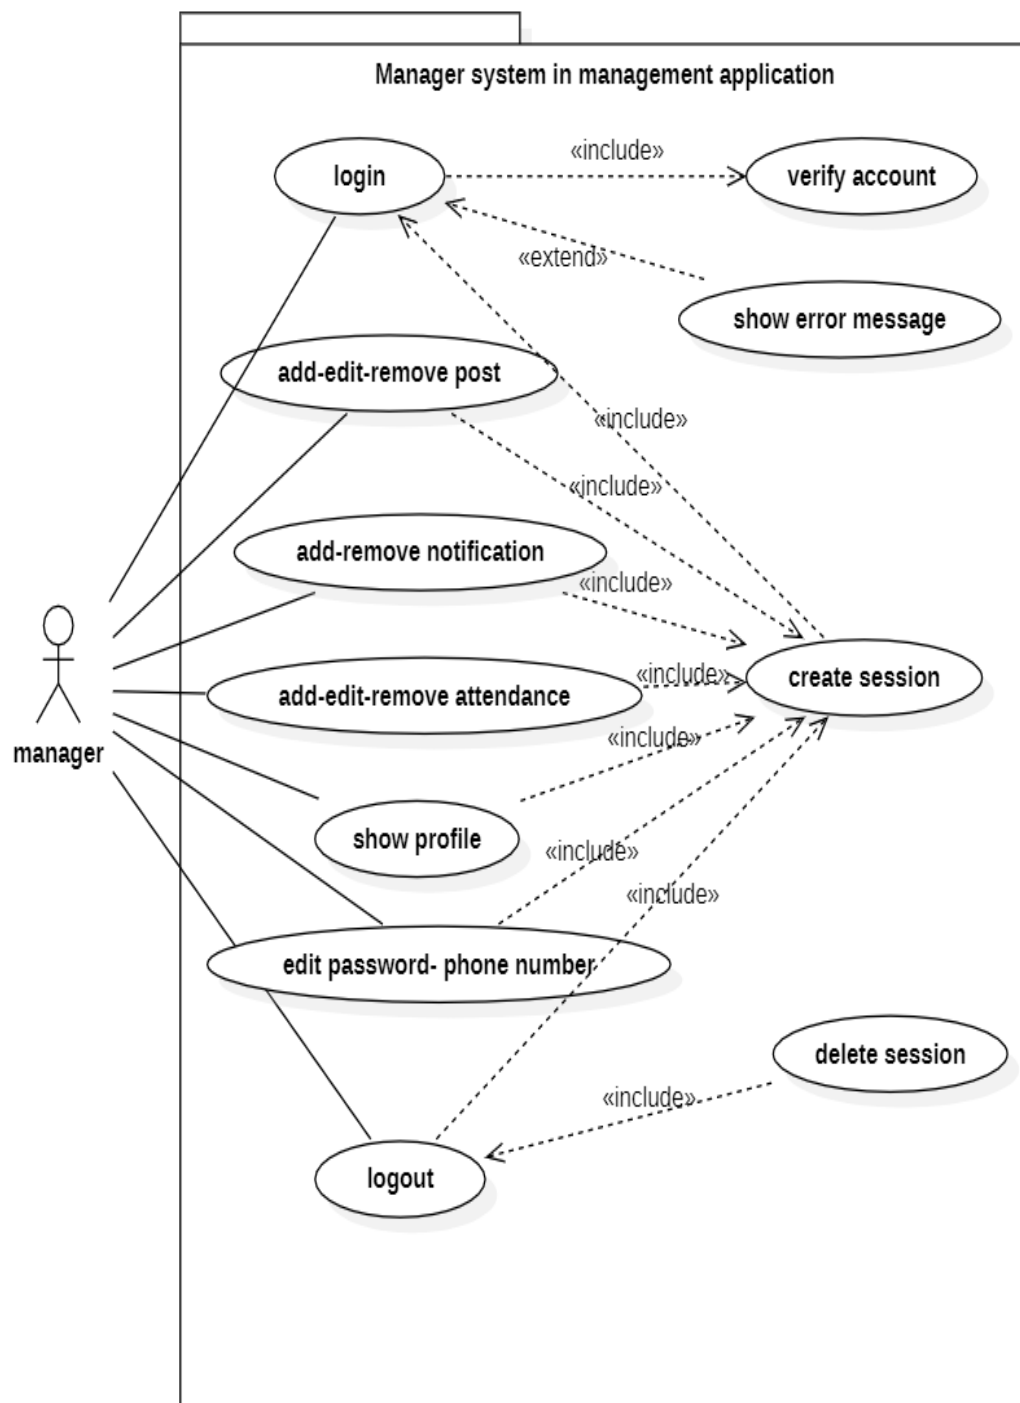 Manager system in management application
login
«include»
verify account
«extend»
show error message
add-edit-remove post
«include»
«include»
add-remove notification
«include»
add-edit-remove attendance
«include»
create session
«include»
manager
show profile
«include»
«include»
edit password- phone number
delete session
«include»
logout